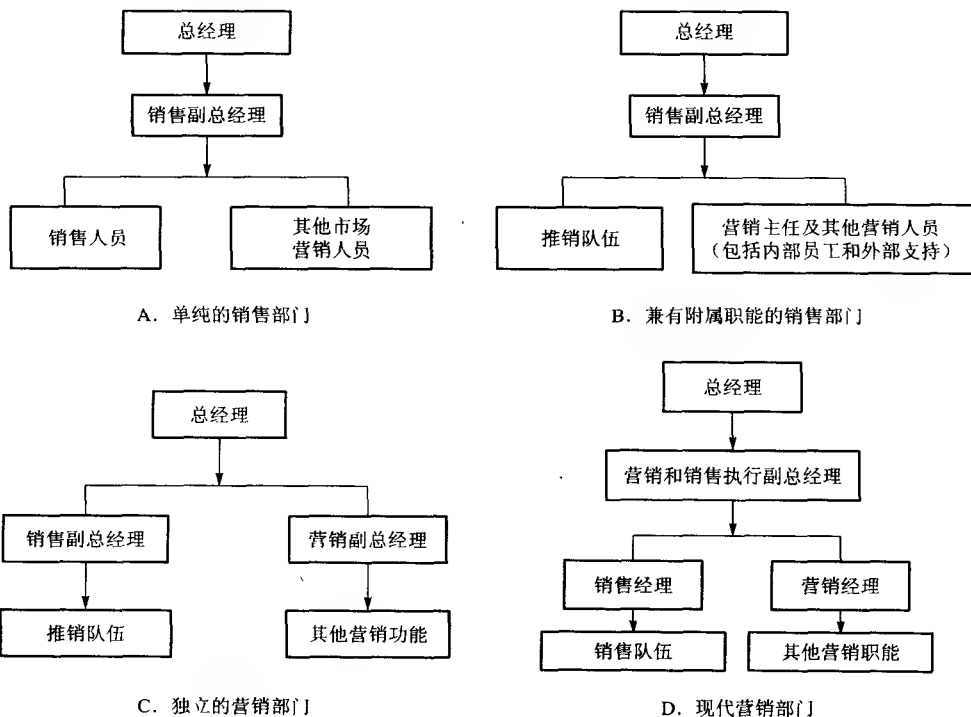 总经理
销售副总经理
销售人员
其他市场
营销人员
A. 单纯的销售部门
总经理
销售副总经理
推销队伍
营销主任及其他营销人员
（包括内部员工和外部支持）
B. 兼有附属职能的销售部门
总经理
销售副总经理
营销副总经理
推销队伍
其他营销功能
C. 独立的营销部门
总经理
营销和销售执行副总经理
销售经理
营销经理
销售队伍
其他营销职能
D. 现代营销部门